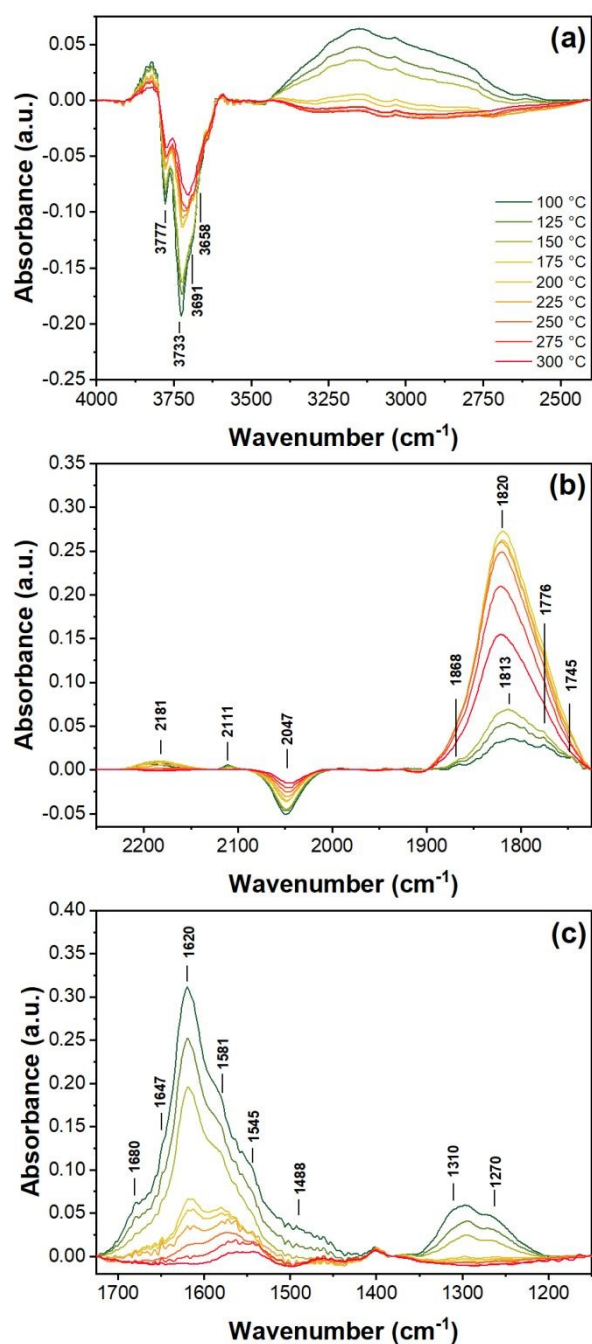 (a)
0.05
0.00
-0.05
-0.10
-0.15
-0.20
-0.25
Absorbance (a.u.)
3777
3733
3691
3658
100 °C
125 °C
150 °C
175 °C
200 °C
225 °C
250 °C
275 °C
300 °C
4000 3750 3500 3250 3000 2750 2500
Wavenumber (cm-1)
(b)
0.35
0.30
0.25
0.20
0.15
0.10
0.05
0.00
-0.05
Absorbance (a.u.)
2181
2111
2047
1868
1820
1813
1776
1745
2200 2100 2000 1900 1800
Wavenumber (cm-1)
(c)
0.40
0.35
0.30
0.25
0.20
0.15
0.10
0.05
0.00
Absorbance (a.u.)
1680
1647
1620
1581
1545
1488
1310
1270
1700 1600 1500 1400 1300 1200
Wavenumber (cm-1)